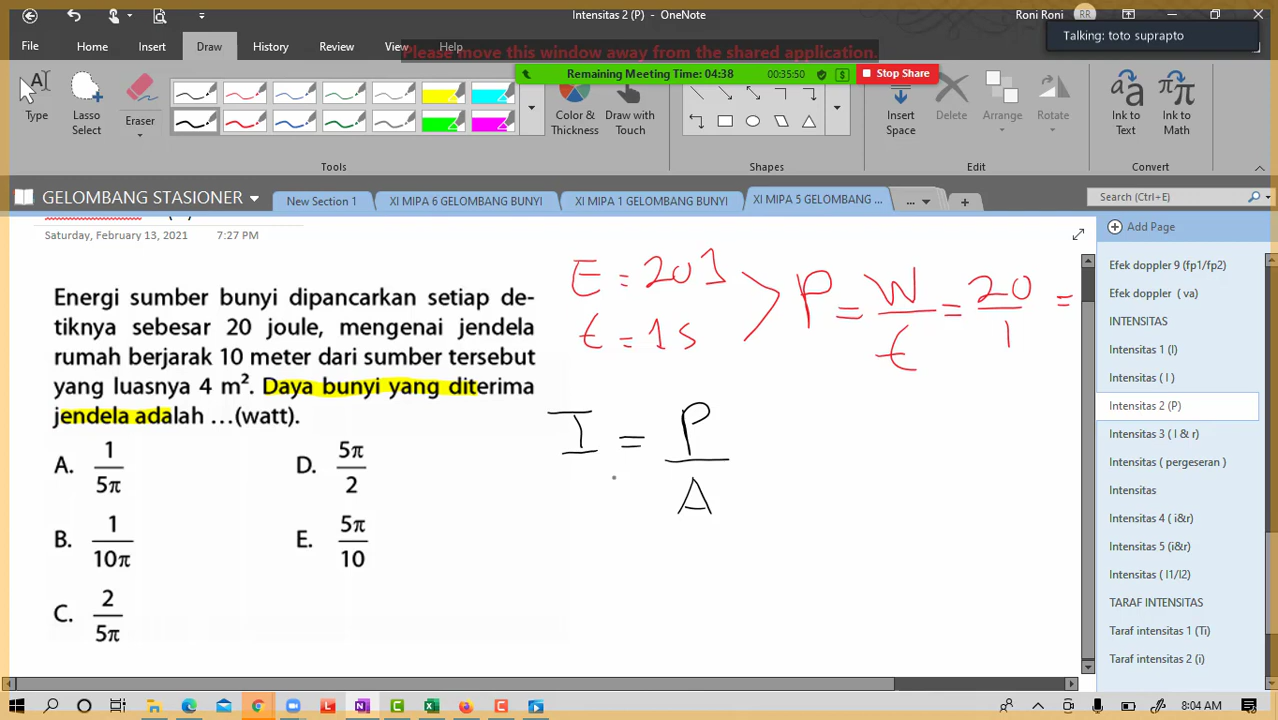 Intensitas 2 (P) - OneNote
Roni Roni RR
Talking: toto suprapto
File Home Insert Draw History Review View Help
Please move this window away from the shared application.
Remaining Meeting Time: 04:38 00:35:50 Stop Share
Type
Lasso Select
Eraser
Color & Thickness
Draw with Touch
Insert Space
Delete
Arrange
Rotate
Ink to Text
Ink to Math
Tools Shapes Edit Convert
GELOMBANG STASIONER New Section 1 XI MIPA 6 GELOMBANG BUNYI XI MIPA 1 GELOMBANG BUNYI XI MIPA 5 GELOMBANG ... ... Search (Ctrl+E)
Saturday, February 13, 2021 7:27 PM
Energi sumber bunyi dipancarkan setiap de-
tiknya sebesar 20 joule, mengenai jendela
rumah berjarak 10 meter dari sumber tersebut
yang luasnya 4 m². Daya bunyi yang diterima
jendela adalah ...(watt).
A. 1/5π
B. 1/10π
C. 2/5π
D. 5π/2
E. 5π/10
E = 20 J
t = 1 s
> P = W/t = 20/1 =
I = P/A
Add Page
Efek doppler 9 (fp1/fp2)
Efek doppler ( va)
INTENSITAS
Intensitas 1 (I)
Intensitas ( I )
Intensitas 2 (P)
Intensitas 3 ( I & r)
Intensitas ( pergeseran )
Intensitas
Intensitas 4 ( i&r)
Intensitas 5 (i&r)
Intensitas ( I1/I2)
TARAF INTENSITAS
Taraf intensitas 1 (Ti)
Taraf intensitas 2 (i)
8:04 AM